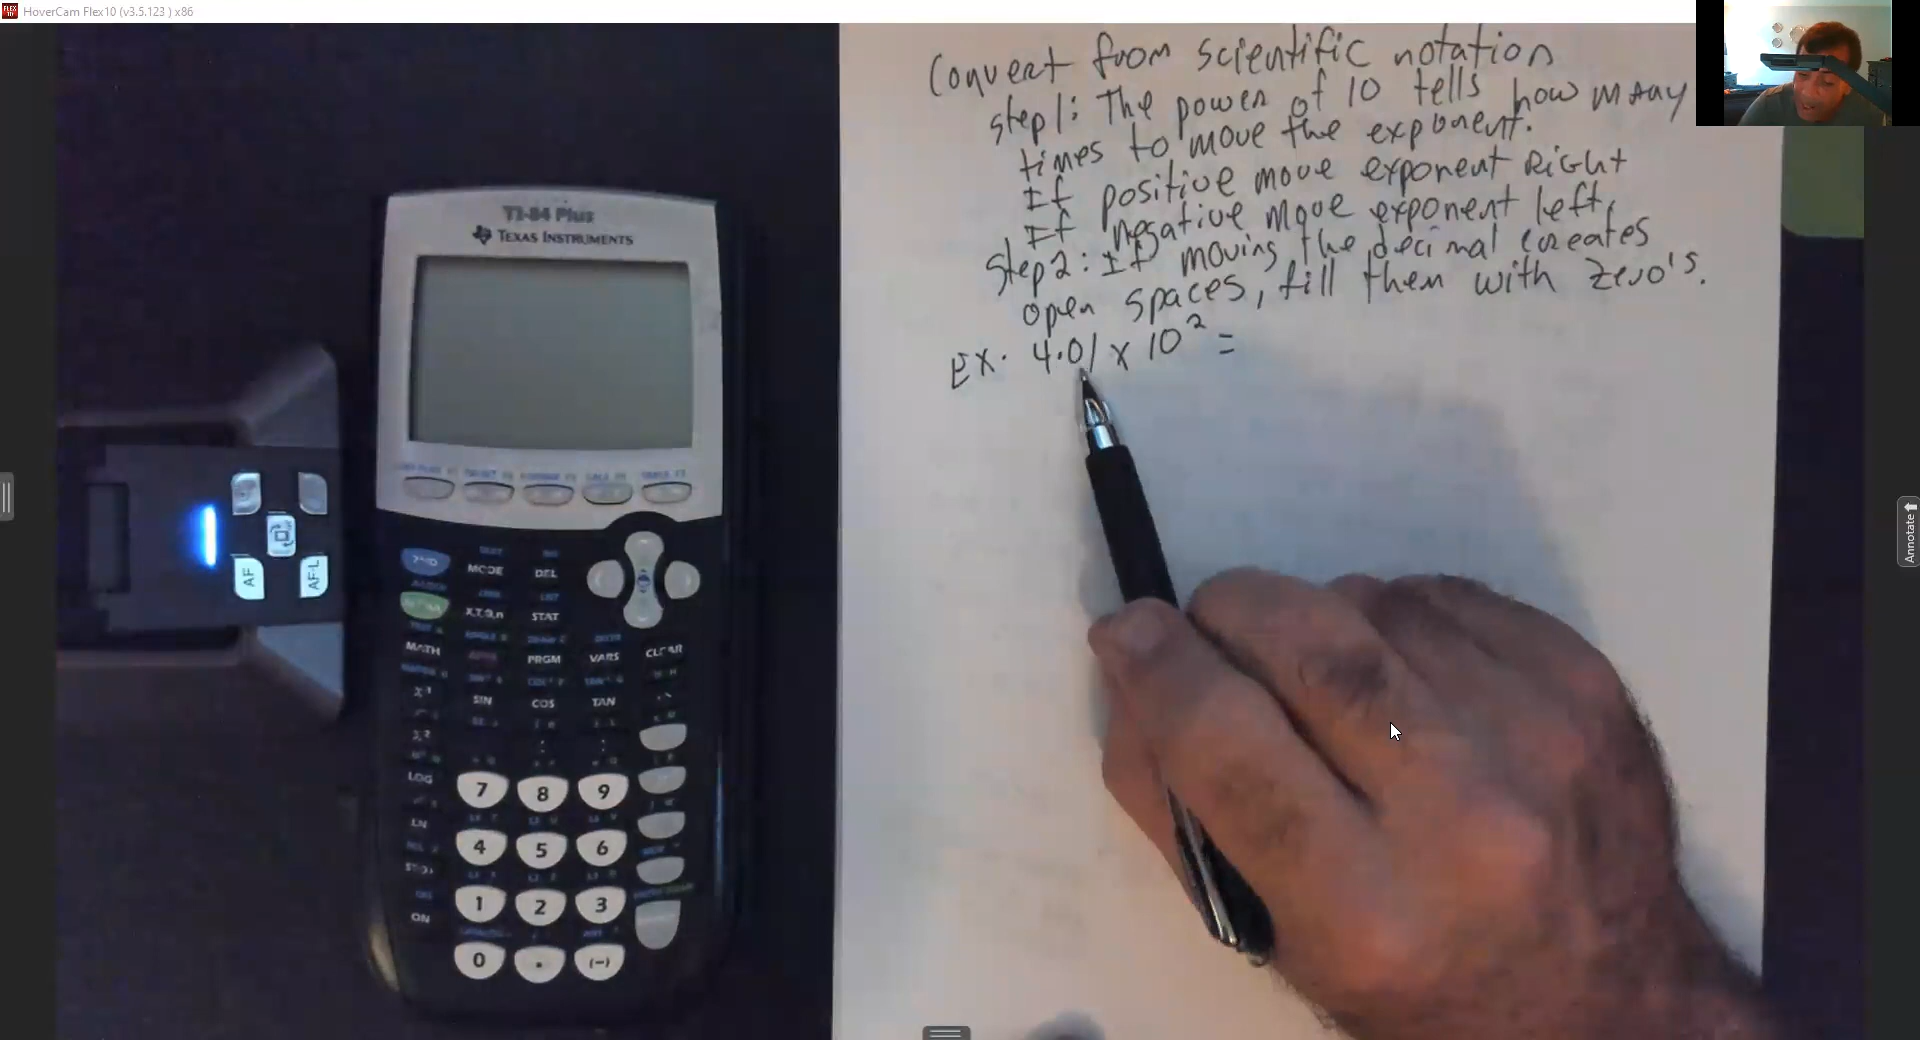 HoverCam Flex10 (v3.5.123 ) x86
Convert from scientific notation
step1: The power of 10 tells how many
times to move the exponent.
If positive move exponent Right
If negative move exponent left.
Step2: If moving the decimal creates
open spaces, fill them with zero's.
Ex. 4.01 x 10² =
TI-84 Plus
TEXAS INSTRUMENTS
2ND MODE DEL
X,T,θ,n STAT
MATH PRGM VARS CLEAR
SIN COS TAN
LOG 7 8 9
LN 4 5 6
STO 1 2 3
ON 0 . (-)
AF AF-L
Annotate